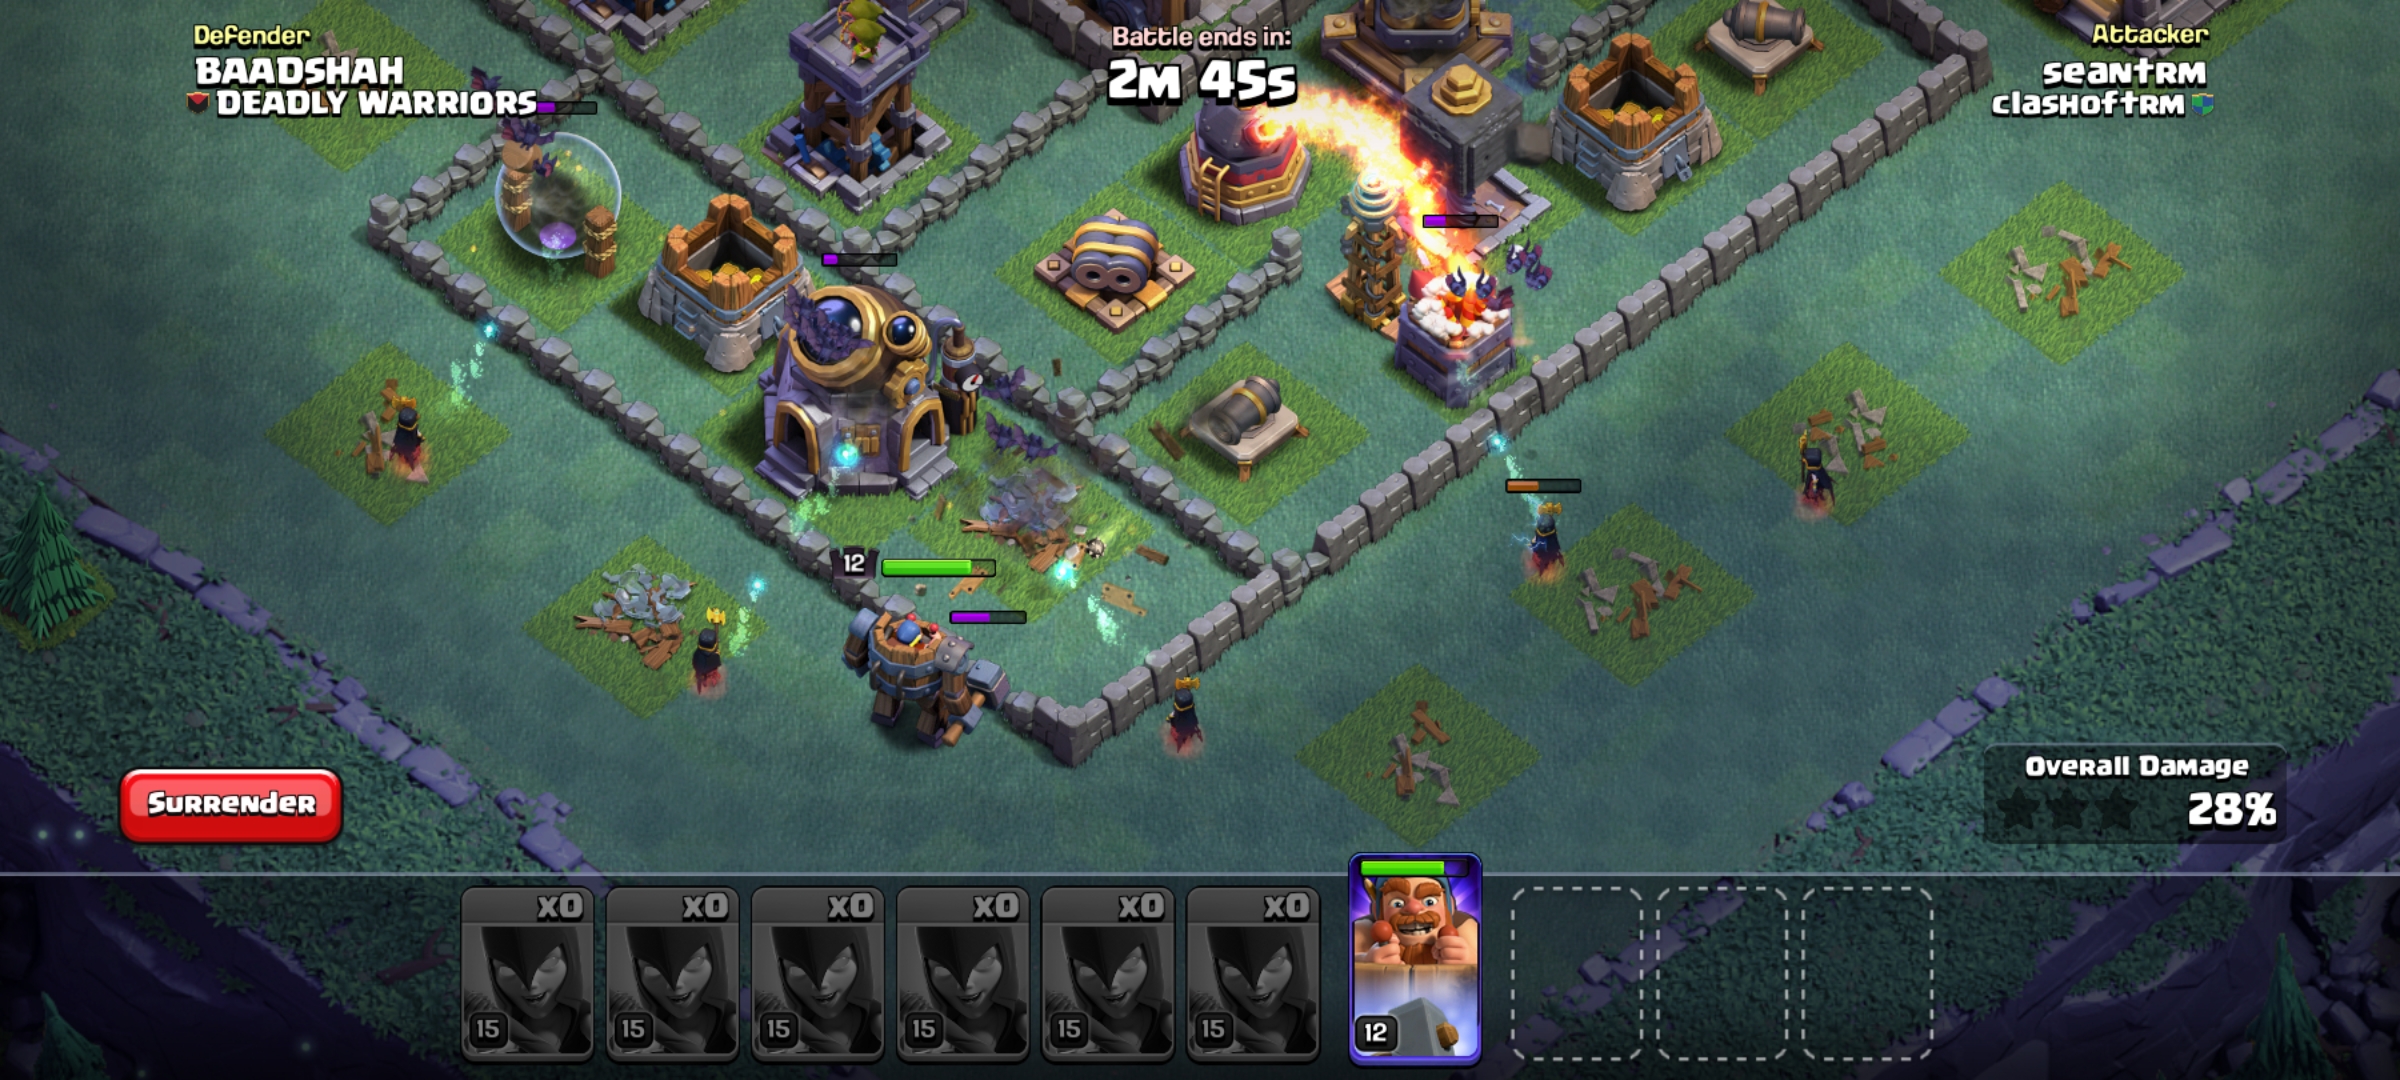 Defender
BAADSHAH
DEADLY WARRIORS
Battle ends in:
2M 45s
Attacker
seantRM
clashoftRM
12
Surrender
Overall Damage
28%
x0
x0
x0
x0
x0
x0
15
15
15
15
15
15
12